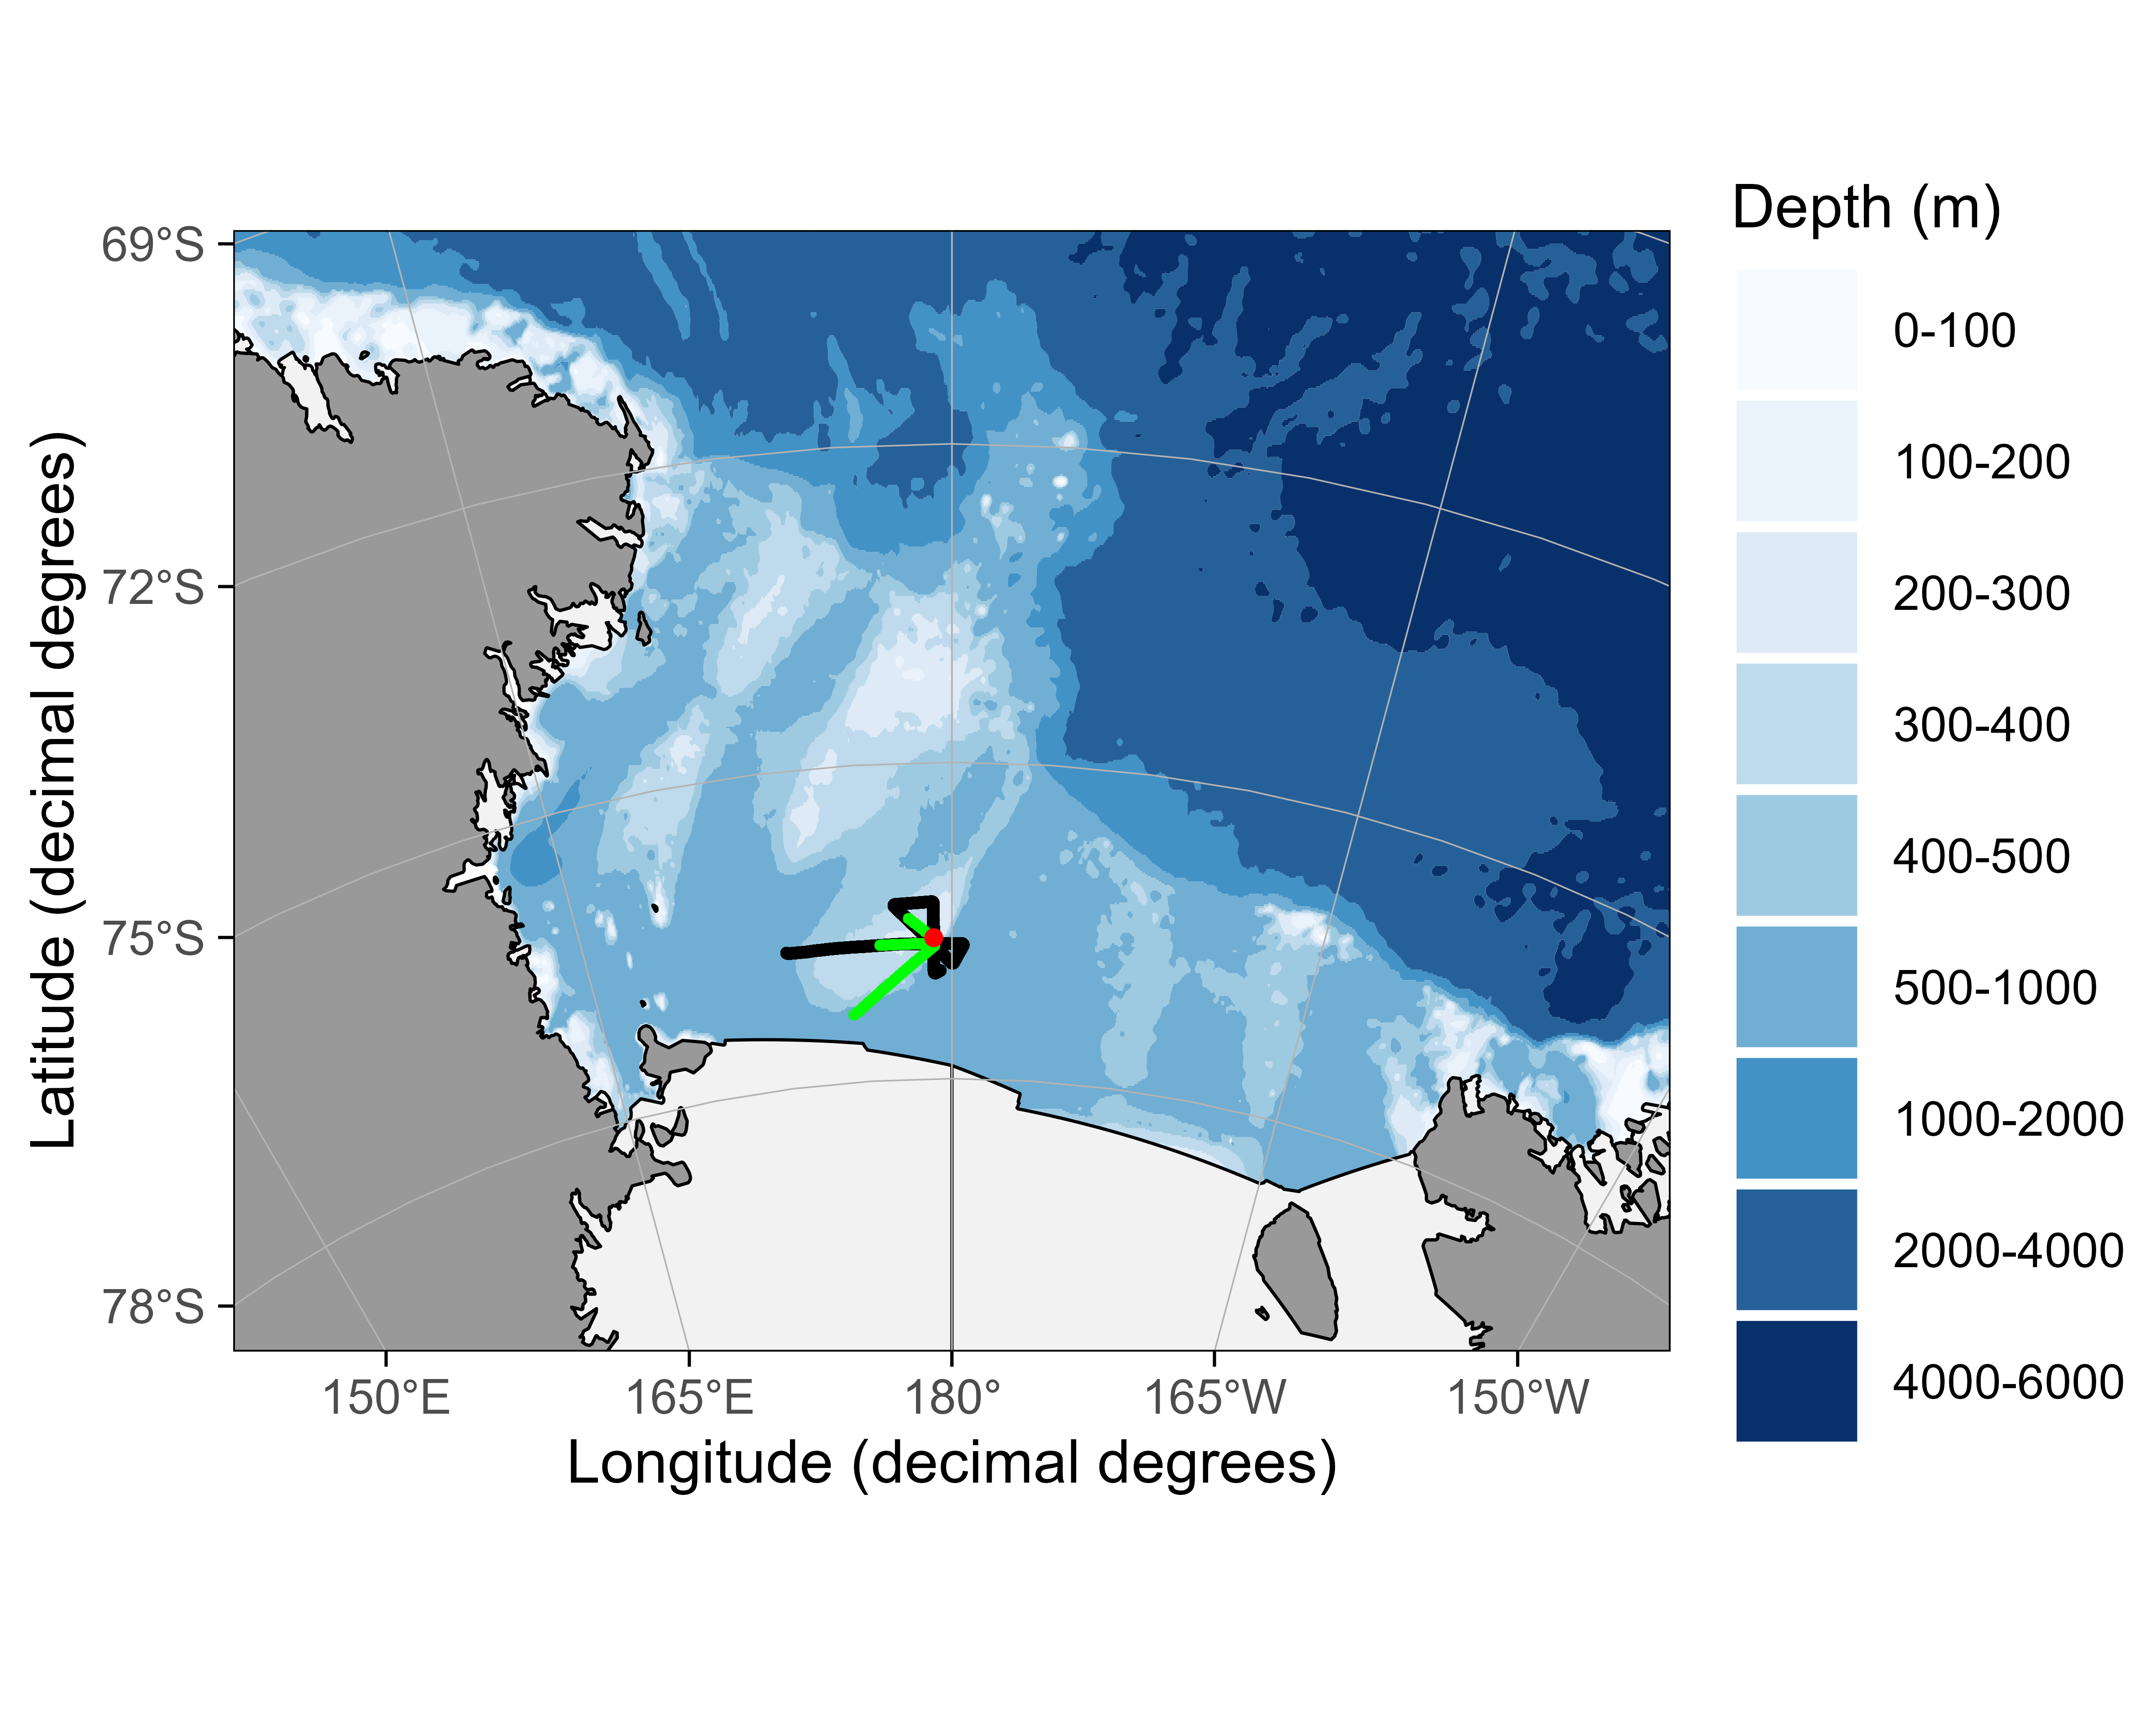 Depth (m)
69°S
72°S
75°S
78°S
Latitude (decimal degrees)
0-100
100-200
200-300
300-400
400-500
500-1000
1000-2000
2000-4000
4000-6000
150°E
165°E
180°
165°W
150°W
Longitude (decimal degrees)